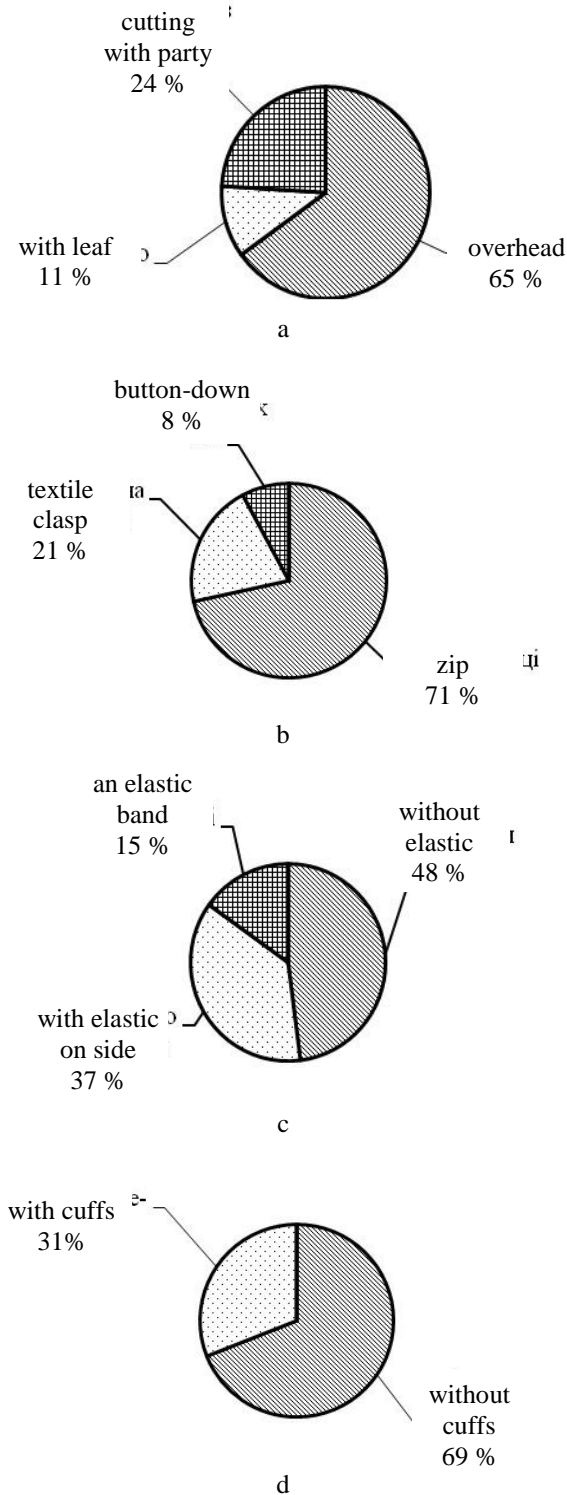 cutting
with party
24 %
with leaf
11 %
overhead
65 %
a
button-down
8 %
textile
clasp
21 %
zip
71 %
b
an elastic
band
15 %
without
elastic
48 %
with elastic
on side
37 %
c
with cuffs
31%
without
cuffs
69 %
d